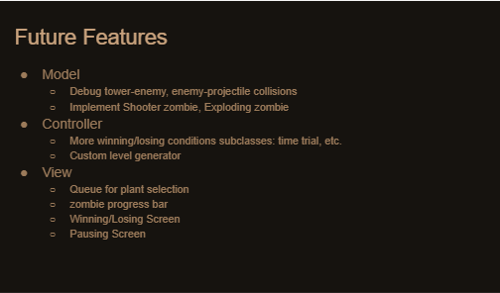 Future Features
● Model
○ Debug tower-enemy, enemy-projectile collisions
○ Implement Shooter zombie, Exploding zombie
● Controller
○ More winning/losing conditions subclasses: time trial, etc.
○ Custom level generator
● View
○ Queue for plant selection
○ zombie progress bar
○ Winning/Losing Screen
○ Pausing Screen